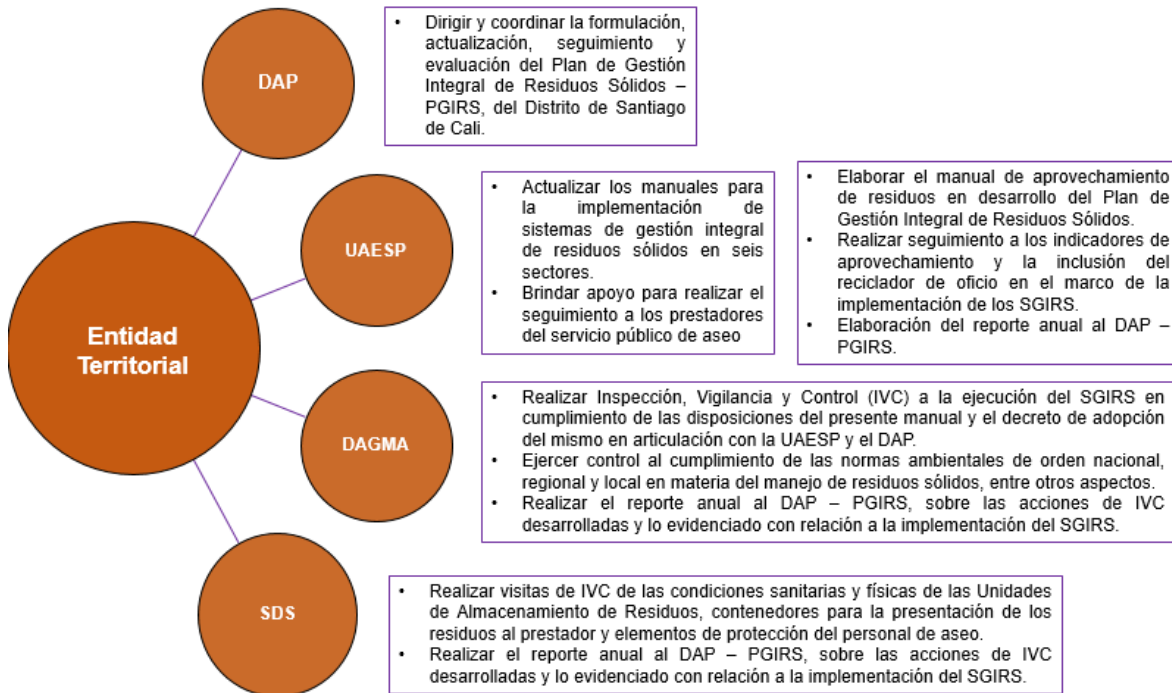 DAP
• Dirigir y coordinar la formulación,
actualización, seguimiento y
evaluación del Plan de Gestión
Integral de Residuos Sólidos –
PGIRS, del Distrito de Santiago
de Cali.
Entidad
Territorial
UAESP
• Actualizar los manuales para
la implementación de
sistemas de gestión integral
de residuos sólidos en seis
sectores.
• Brindar apoyo para realizar el
seguimiento a los prestadores
del servicio público de aseo
• Elaborar el manual de aprovechamiento
de residuos en desarrollo del Plan de
Gestión Integral de Residuos Sólidos.
• Realizar seguimiento a los indicadores de
aprovechamiento y la inclusión del
reciclador de oficio en el marco de la
implementación de los SGIRS.
• Elaboración del reporte anual al DAP –
PGIRS.
DAGMA
• Realizar Inspección, Vigilancia y Control (IVC) a la ejecución del SGIRS en
cumplimiento de las disposiciones del presente manual y el decreto de adopción
del mismo en articulación con la UAESP y el DAP.
• Ejercer control al cumplimiento de las normas ambientales de orden nacional,
regional y local en materia del manejo de residuos sólidos, entre otros aspectos.
• Realizar el reporte anual al DAP – PGIRS, sobre las acciones de IVC
desarrolladas y lo evidenciado con relación a la implementación del SGIRS.
SDS
• Realizar visitas de IVC de las condiciones sanitarias y físicas de las Unidades
de Almacenamiento de Residuos, contenedores para la presentación de los
residuos al prestador y elementos de protección del personal de aseo.
• Realizar el reporte anual al DAP – PGIRS, sobre las acciones de IVC
desarrolladas y lo evidenciado con relación a la implementación del SGIRS.